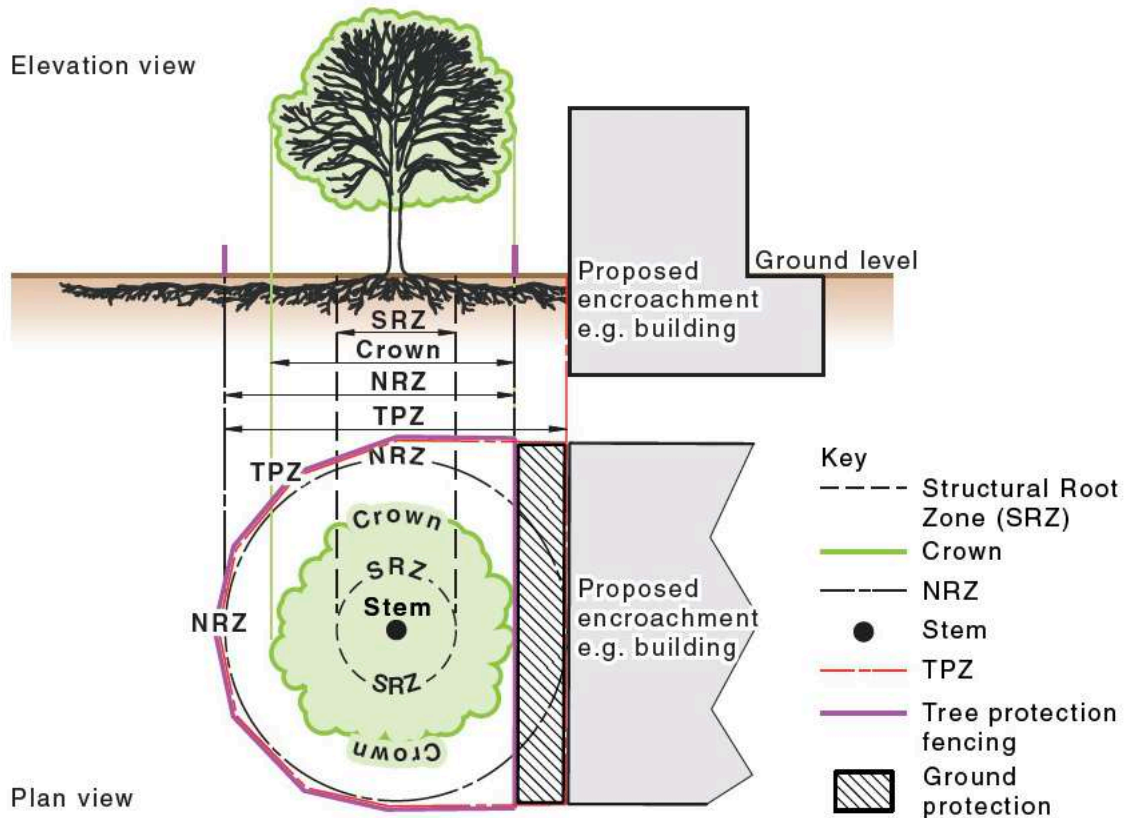 Elevation view
Ground level
Proposed
encroachment
e.g. building
SRZ
Crown
NRZ
TPZ
TPZ
NRZ
Crown
SRZ
Stem
NRZ
SRZ
Crown
Proposed
encroachment
e.g. building
Plan view
Key
Structural Root
Zone (SRZ)
Crown
NRZ
Stem
TPZ
Tree protection
fencing
Ground
protection